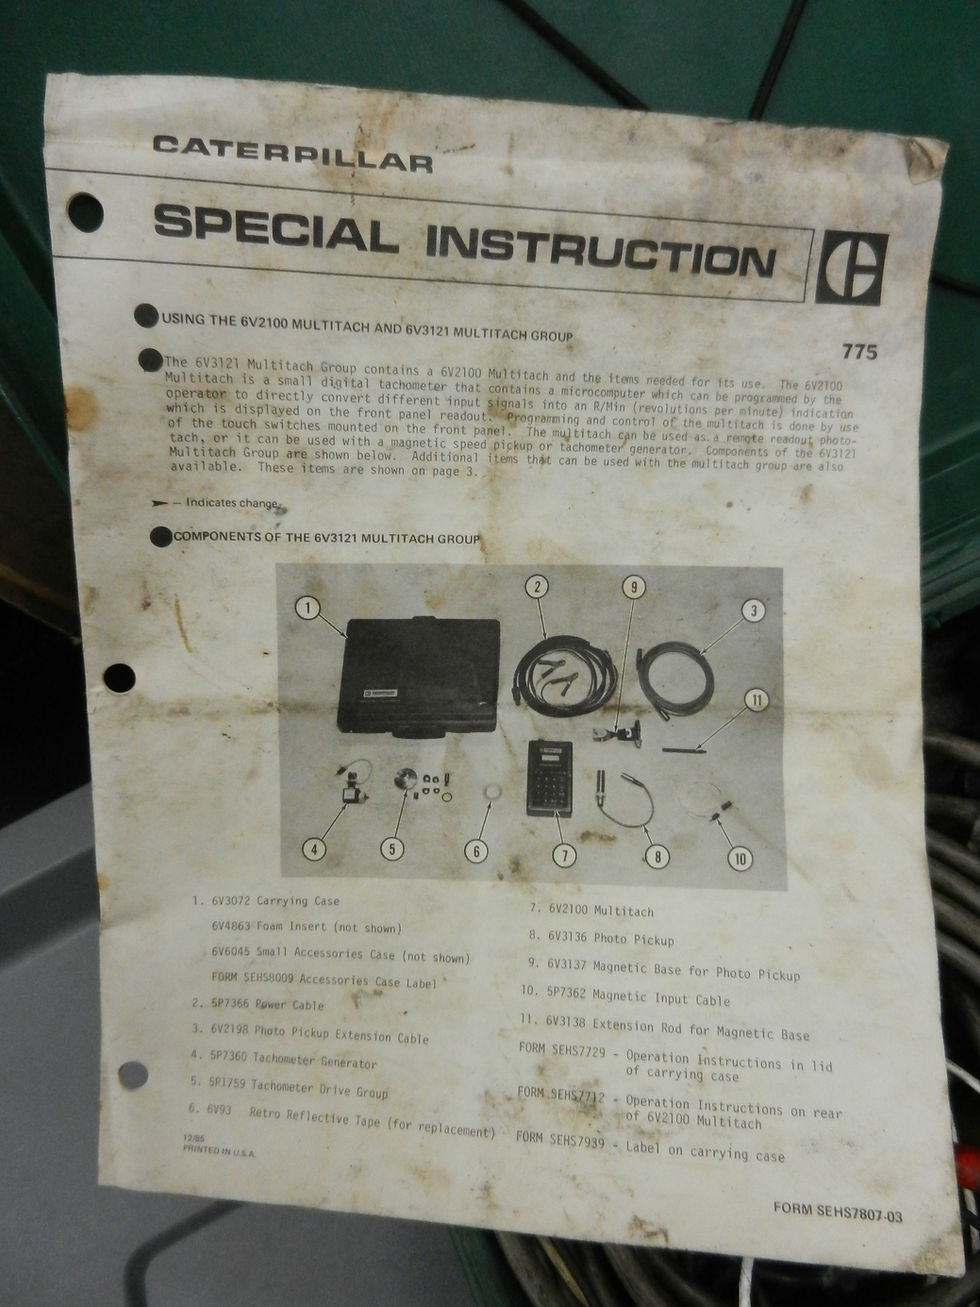 CATERPILLAR
SPECIAL INSTRUCTION
775
USING THE 6V2100 MULTITACH AND 6V3121 MULTITACH GROUP
The 6V3121 Multitach Group contains a 6V2100 Multitach and the items needed for its use. The 6V2100
Multitach is a small digital tachometer that contains a microcomputer which can be programmed by the
operator to directly convert different input signals into an R/Min (revolutions per minute) indication
which is displayed on the front panel readout. Programming and control of the multitach is done by use
of the touch switches mounted on the front panel. The multitach can be used as a remote readout photo-
tach, or it can be used with a magnetic speed pickup or tachometer generator. Components of the 6V3121
Multitach Group are shown below. Additional items that can be used with the multitach group are also
available. These items are shown on page 3.
— Indicates change.
COMPONENTS OF THE 6V3121 MULTITACH GROUP
1
2
9
3
11
4
5
6
7
8
10
1. 6V3072 Carrying Case
6V4863 Foam Insert (not shown)
6V6045 Small Accessories Case (not shown)
FORM SEHS8009 Accessories Case Label
2. 5P7366 Power Cable
3. 6V2198 Photo Pickup Extension Cable
4. 5P7360 Tachometer Generator
5. 5P1759 Tachometer Drive Group
6. 6V93 Retro Reflective Tape (for replacement)
7. 6V2100 Multitach
8. 6V3136 Photo Pickup
9. 6V3137 Magnetic Base for Photo Pickup
10. 5P7362 Magnetic Input Cable
11. 6V3138 Extension Rod for Magnetic Base
FORM SEHS7729 - Operation Instructions in lid
of carrying case
FORM SEHS7712 - Operation Instructions on rear
of 6V2100 Multitach
FORM SEHS7939 - Label on carrying case
12/85
PRINTED IN U.S.A.
FORM SEHS7807-03